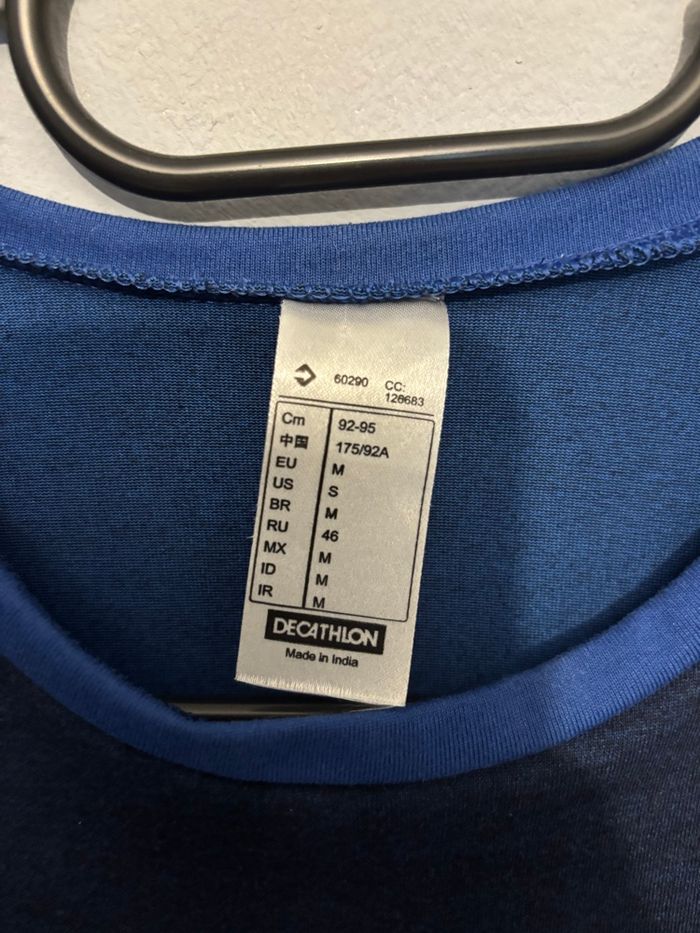 60290 CC:
126683
Cm 92-95
中国 175/92A
EU M
US S
BR M
RU 46
MX M
ID M
IR M
DECATHLON
Made in India